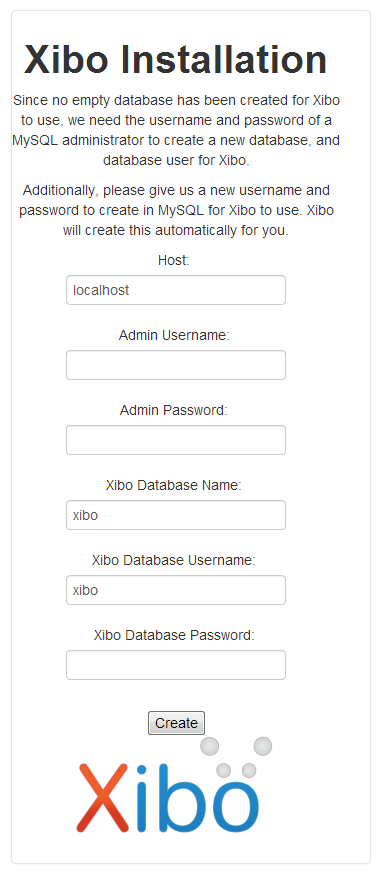 Xibo Installation
Since no empty database has been created for Xibo
to use, we need the username and password of a
MySQL administrator to create a new database, and
database user for Xibo.
Additionally, please give us a new username and
password to create in MySQL for Xibo to use. Xibo
will create this automatically for you.
Host:
localhost
Admin Username:
Admin Password:
Xibo Database Name:
xibo
Xibo Database Username:
xibo
Xibo Database Password:
Create
Xibo